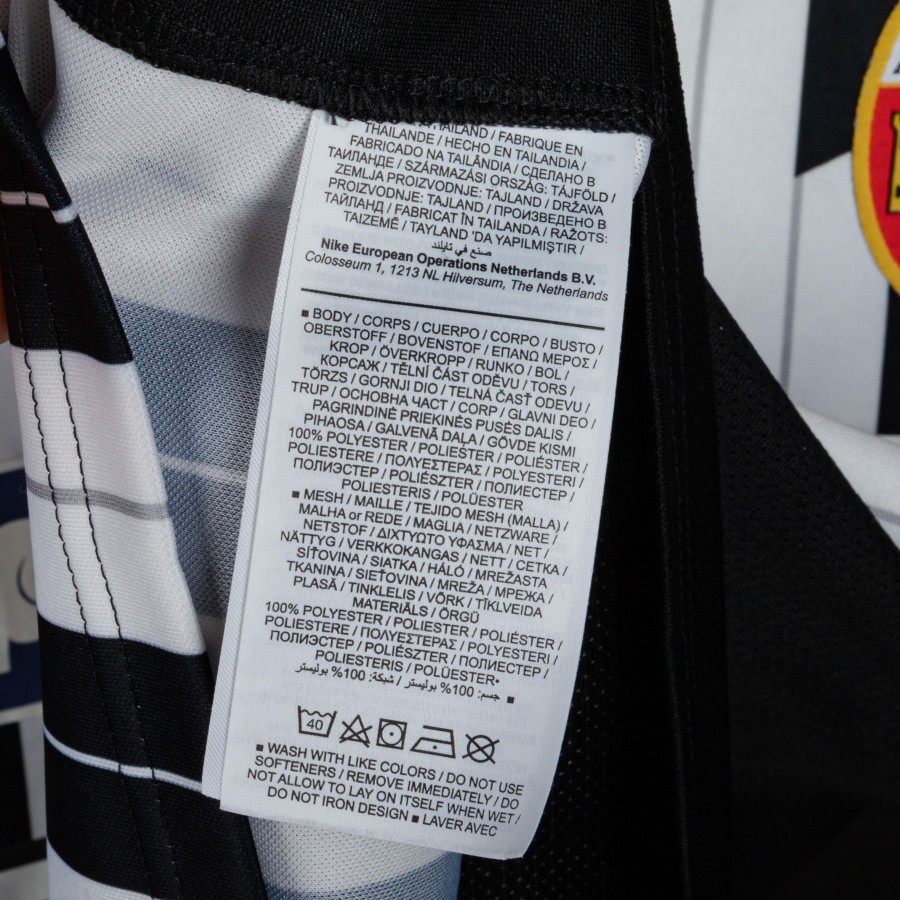 THAILAND / FABRIQUE EN
THAILANDE / HECHO EN TAILANDIA /
FABRICADO NA TAILÂNDIA / СДЕЛАНО В
ТАИЛАНДЕ / SZÁRMAZÁSI ORSZÁG: TÁJFÖLD /
ZEMLJA PROIZVODNJE: TAJLAND / DRŽAVA
PROIZVODNJE: TAJLAND / ПРОИЗВЕДЕНО В
ТАЙЛАНД / FABRICAT ÎN TAILANDA / RAŽOTS:
TAIZEMĒ / TAYLAND 'DA YAPILMIŞTIR /
صنع في تايلند
Nike European Operations Netherlands B.V.
Colosseum 1, 1213 NL Hilversum, The Netherlands
▪ BODY / CORPS / CUERPO / CORPO / BUSTO /
OBERSTOFF / BOVENSTOF / ΕΠΑΝΩ ΜΕΡΟΣ /
KROP / ÖVERKROPP / RUNKO / BOL /
КОРСАЖ / TĚLNÍ ČÁST ODĚVU / TORS /
TÖRZS / GORNJI DIO / TELNÁ ČASŤ ODEVU /
TRUP / ОСНОВНА ЧАСТ / CORP / GLAVNI DEO /
PAGRINDINĖ PRIEKINĖS PUSĖS DALIS /
PIHAOSA / GALVENĀ DAĻA / GÖVDE KISMI
100% POLYESTER / POLIESTER / POLIÉSTER /
POLIESTERE / ΠΟΛΥΕΣΤΕΡΑΣ / POLYESTERI /
ПОЛИЭСТЕР / POLIÉSZTER / ПОЛИЕСТЕР /
POLIESTERIS / POLÜESTER
▪ MESH / MAILLE / TEJIDO MESH (MALLA) /
MALHA or REDE / MAGLIA / NETZWARE /
NETSTOF / ΔΙΧΤΥΩΤΟ ΥΦΑΣΜΑ / NET /
NÄTTYG / VERKKOKANGAS / NETT / СЕТКА /
SÍŤOVINA / SIATKA / HÁLÓ / MREŽASTA
TKANINA / SIEŤOVINA / MREŽA / МРЕЖА /
PLASĂ / TINKLELIS / VÕRK / TĪKLVEIDA
MATERIĀLS / ÖRGÜ
100% POLYESTER / POLIESTER / POLIÉSTER /
POLIESTERE / ΠΟΛΥΕΣΤΕΡΑΣ / POLYESTERI /
ПОЛИЭСТЕР / POLIÉSZTER / ПОЛИЕСТЕР /
POLIESTERIS / POLÜESTER•
▪ جسم: 100% بوليستر / شبكة: 100% بوليستر
40
▪ WASH WITH LIKE COLORS / DO NOT USE
SOFTENERS / REMOVE IMMEDIATELY / DO
NOT ALLOW TO LAY ON ITSELF WHEN WET /
DO NOT IRON DESIGN ▪ LAVER AVEC